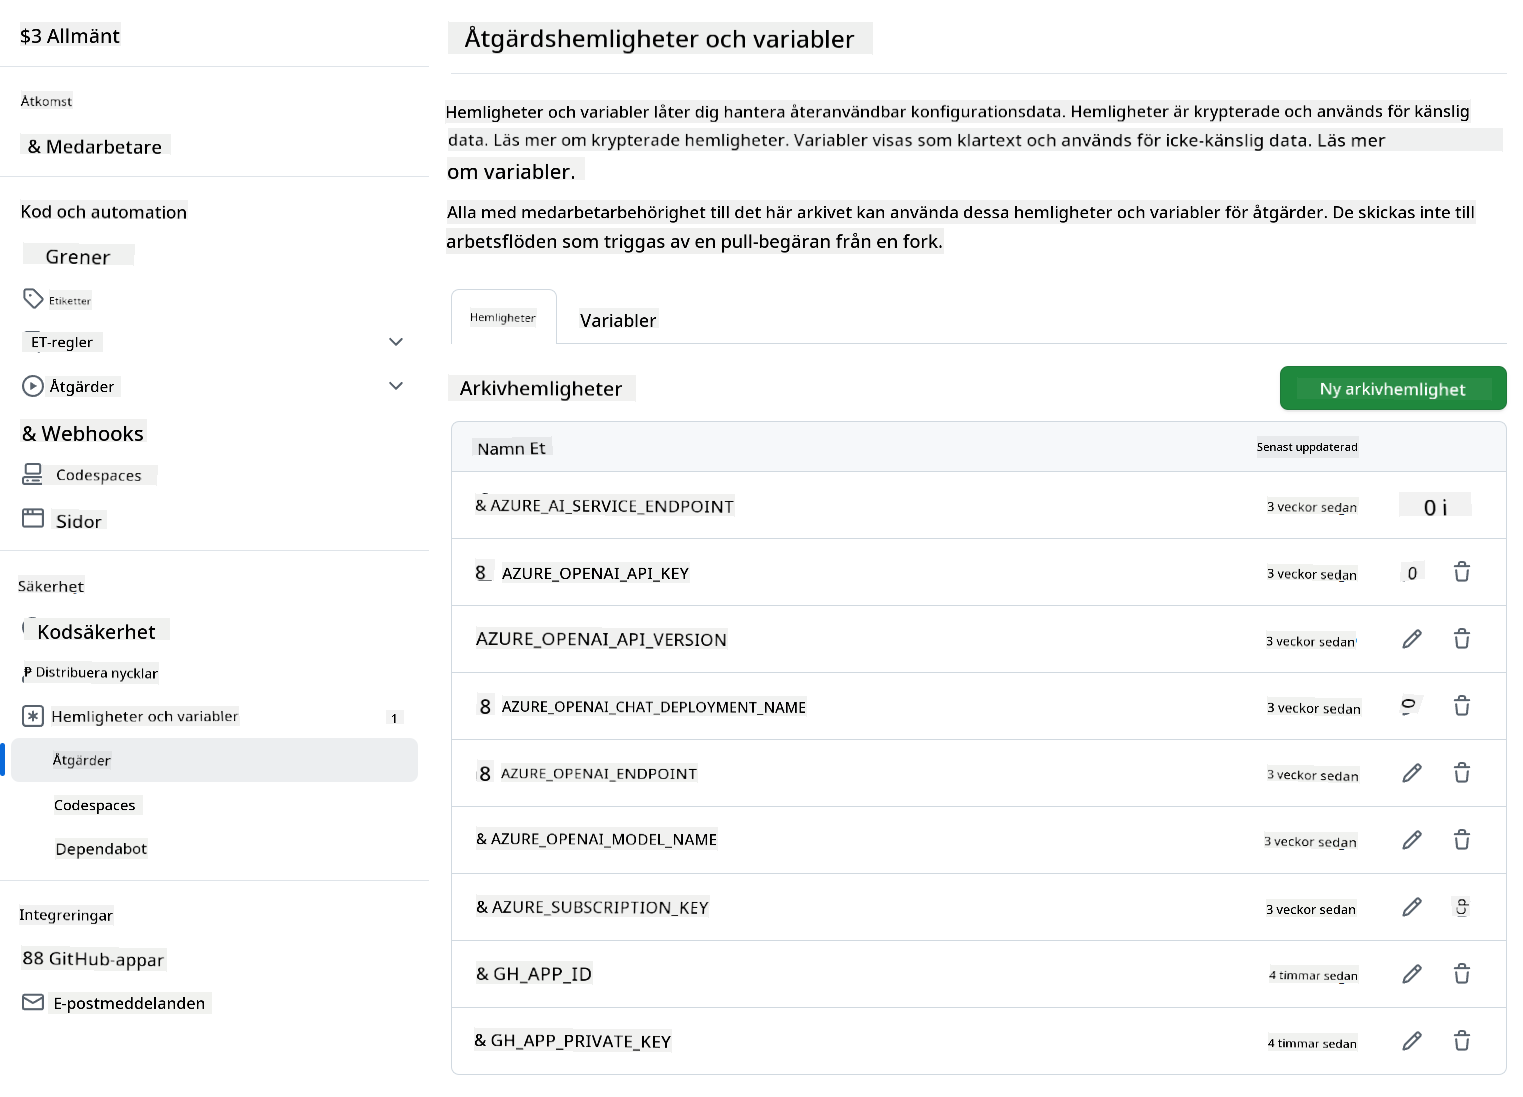 $3 Allmänt
Åtkomst
& Medarbetare
Kod och automation
Grener
Etiketter
ET-regler
Åtgärder
& Webhooks
Codespaces
Sidor
Säkerhet
Kodsäkerhet
₱ Distribuera nycklar
Hemligheter och variabler 1
Åtgärder
Codespaces
Dependabot
Integreringar
88 GitHub-appar
E-postmeddelanden
Åtgärdshemligheter och variabler
Hemligheter och variabler låter dig hantera återanvändbar konfigurationsdata. Hemligheter är krypterade och används för känslig
data. Läs mer om krypterade hemligheter. Variabler visas som klartext och används för icke-känslig data. Läs mer
om variabler.
Alla med medarbetarbehörighet till det här arkivet kan använda dessa hemligheter och variabler för åtgärder. De skickas inte till
arbetsflöden som triggas av en pull-begäran från en fork.
Hemligheter Variabler
Arkivhemligheter Ny arkivhemlighet
Namn Et Senast uppdaterad
& AZURE_AI_SERVICE_ENDPOINT 3 veckor sedan 0 i
8 AZURE_OPENAI_API_KEY 3 veckor sedan 0
AZURE_OPENAI_API_VERSION 3 veckor sedan
8 AZURE_OPENAI_CHAT_DEPLOYMENT_NAME 3 veckor sedan
8 AZURE_OPENAI_ENDPOINT 3 veckor sedan
& AZURE_OPENAI_MODEL_NAME 3 veckor sedan
& AZURE_SUBSCRIPTION_KEY 3 veckor sedan
& GH_APP_ID 4 timmar sedan
& GH_APP_PRIVATE_KEY 4 timmar sedan